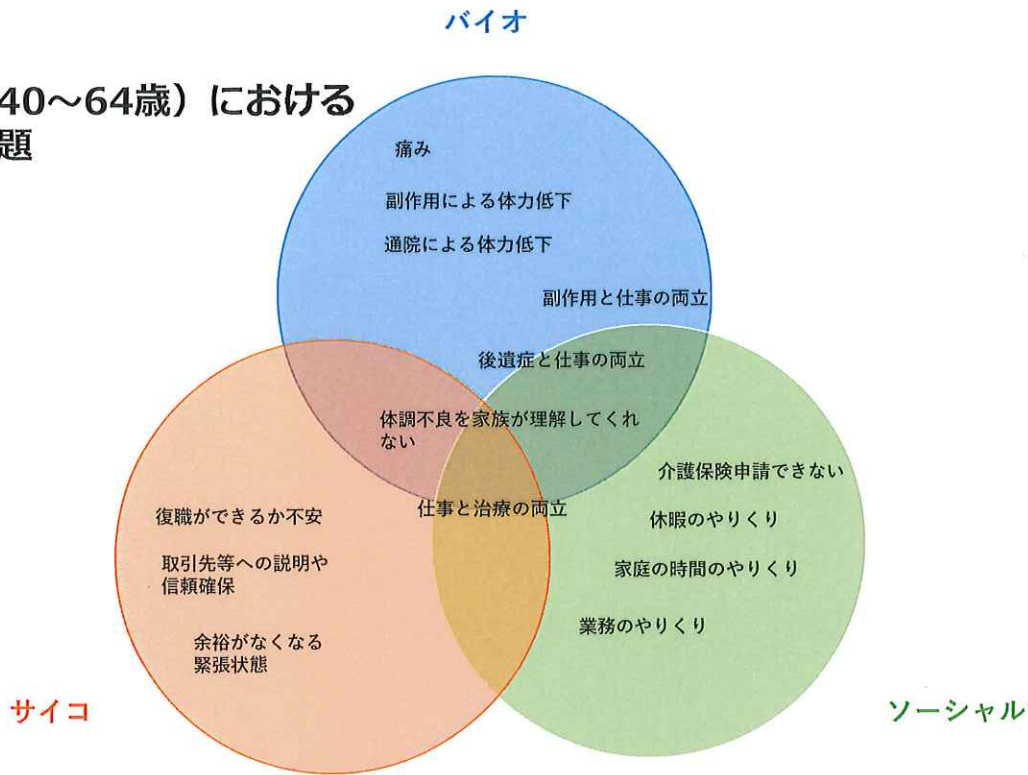 バイオ
40〜64歳）における
題
痛み
副作用による体力低下
通院による体力低下
副作用と仕事の両立
後遺症と仕事の両立
体調不良を家族が理解してくれ
ない
仕事と治療の両立
介護保険申請できない
休暇のやりくり
家庭の時間のやりくり
業務のやりくり
復職ができるか不安
取引先等への説明や
信頼確保
余裕がなくなる
緊張状態
サイコ
ソーシャル